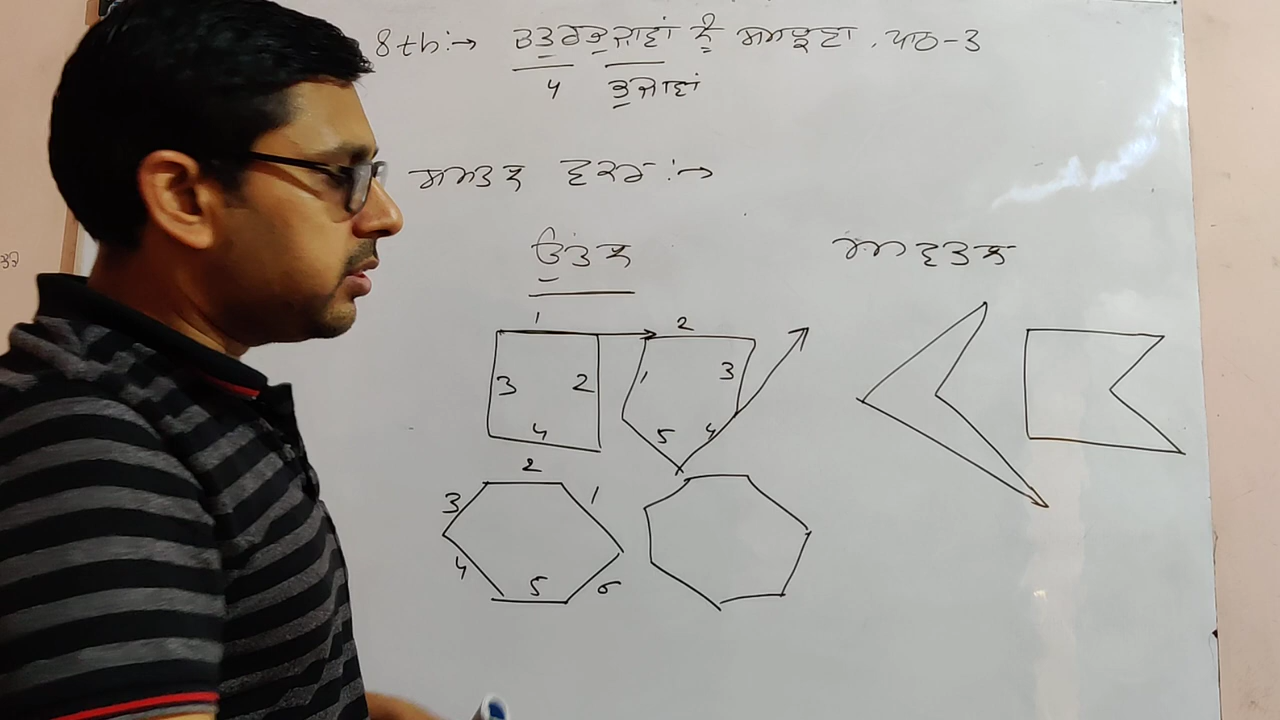 8th:→ ਚਤੁਰਭੁਜਾਵਾਂ ਨੂੰ ਸਮਝਣਾ, ਪਾਠ-3
4 ਭੁਜਾਵਾਂ
ਸਮਤਲ ਵਕਰ:→
ਉੱਤਲ ਅਵਤਲ
1 2
3 2 1 3
4 5 4
2
3 1
4 5 6